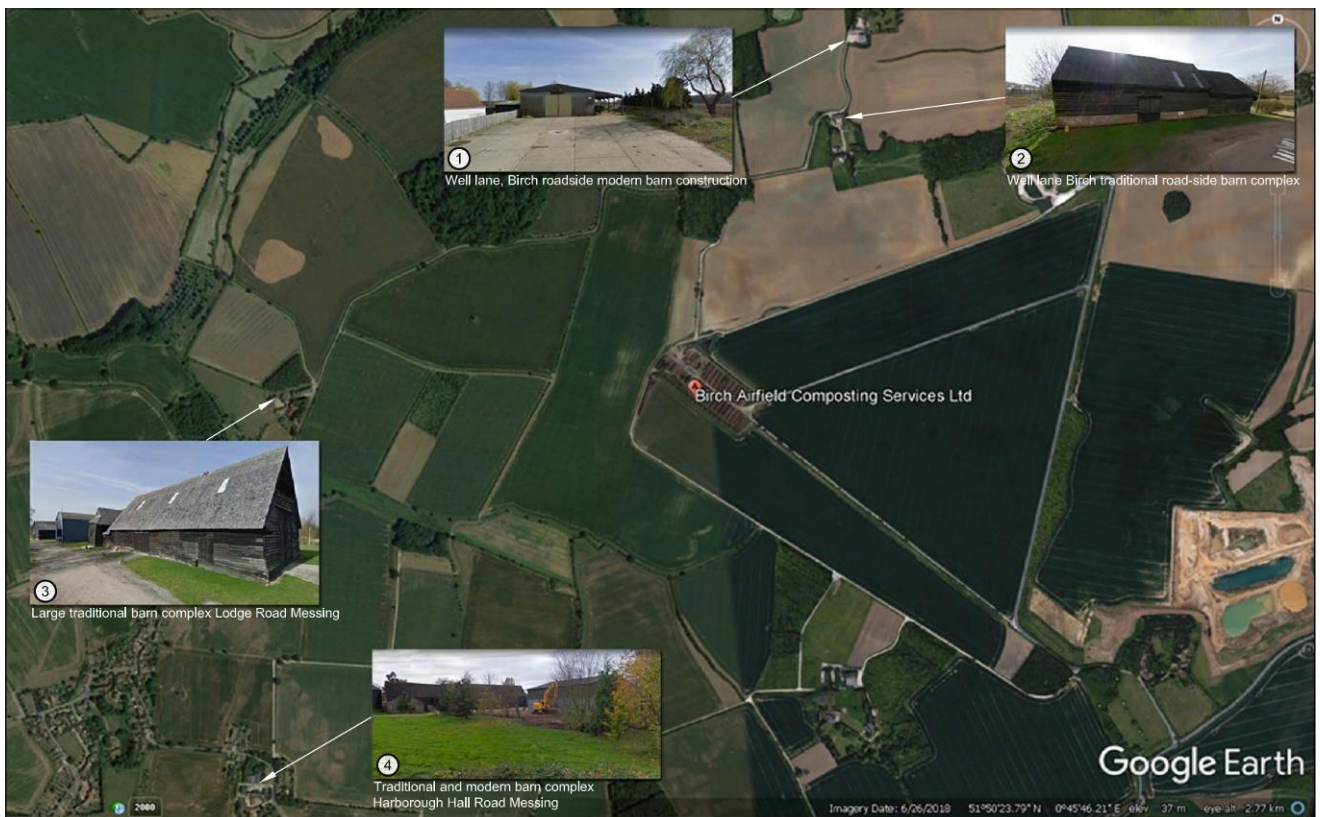 N
1
Well lane, Birch roadside modern barn construction
2
Well lane Birch traditional road-side barn complex
Birch Airfield Composting Services Ltd
3
Large traditional barn complex Lodge Road Messing
4
Traditional and modern barn complex
Harborough Hall Road Messing
Google Earth
2000
Imagery Date: 6/26/2018 51°50'23.79" N 0°45'46.21" E elev 37 m eye alt 2.77 km